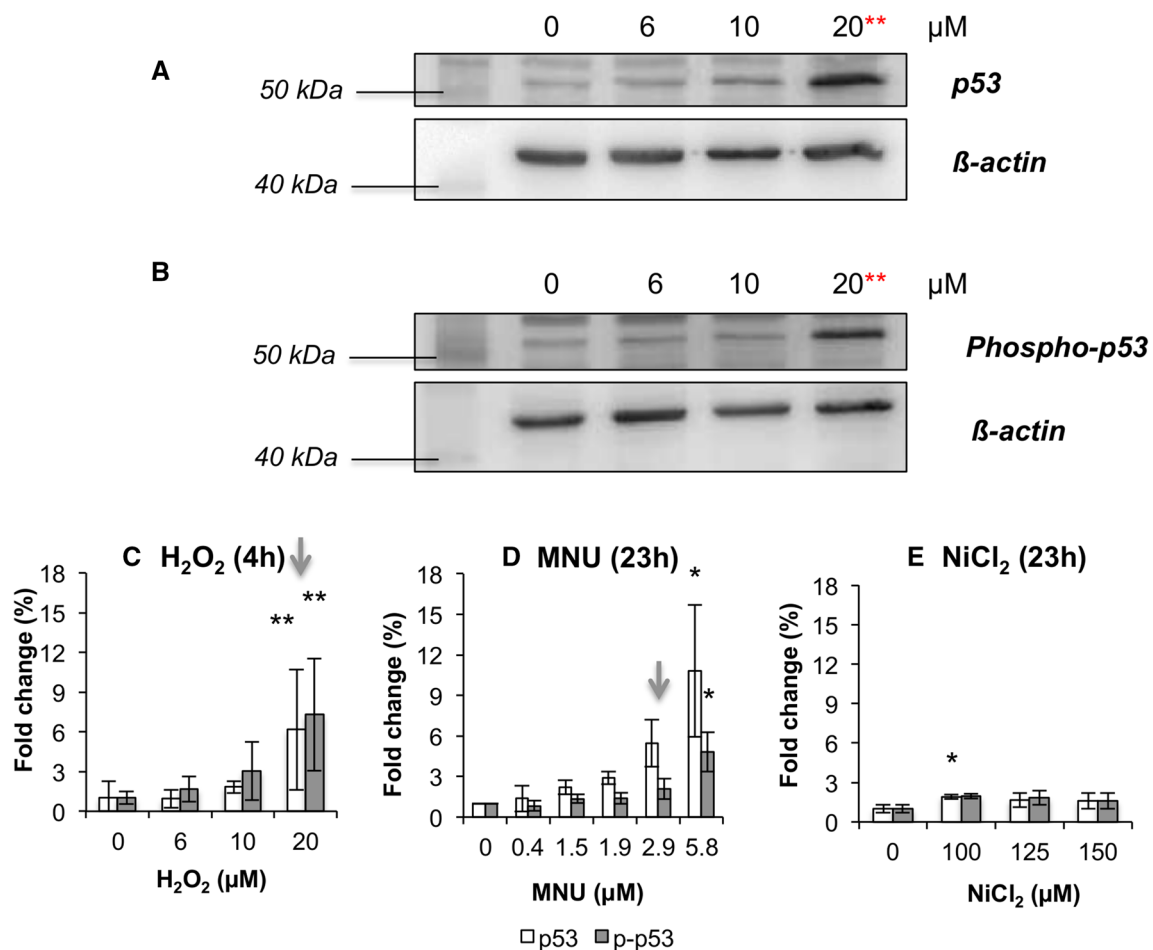 0 6 10 20** µM
A
50 kDa p53
40 kDa ß-actin
B
0 6 10 20** µM
50 kDa Phospho-p53
40 kDa ß-actin
C H₂O₂ (4h)
Fold change (%)
18
15
12
9
6
3
0
** **
0 6 10 20
H₂O₂ (µM)
D MNU (23h)
Fold change (%)
18
15
12
9
6
3
0
*
*
0 0.4 1.5 1.9 2.9 5.8
MNU (µM)
E NiCl₂ (23h)
Fold change (%)
18
15
12
9
6
3
0
*
0 100 125 150
NiCl₂ (µM)
p53 p-p53